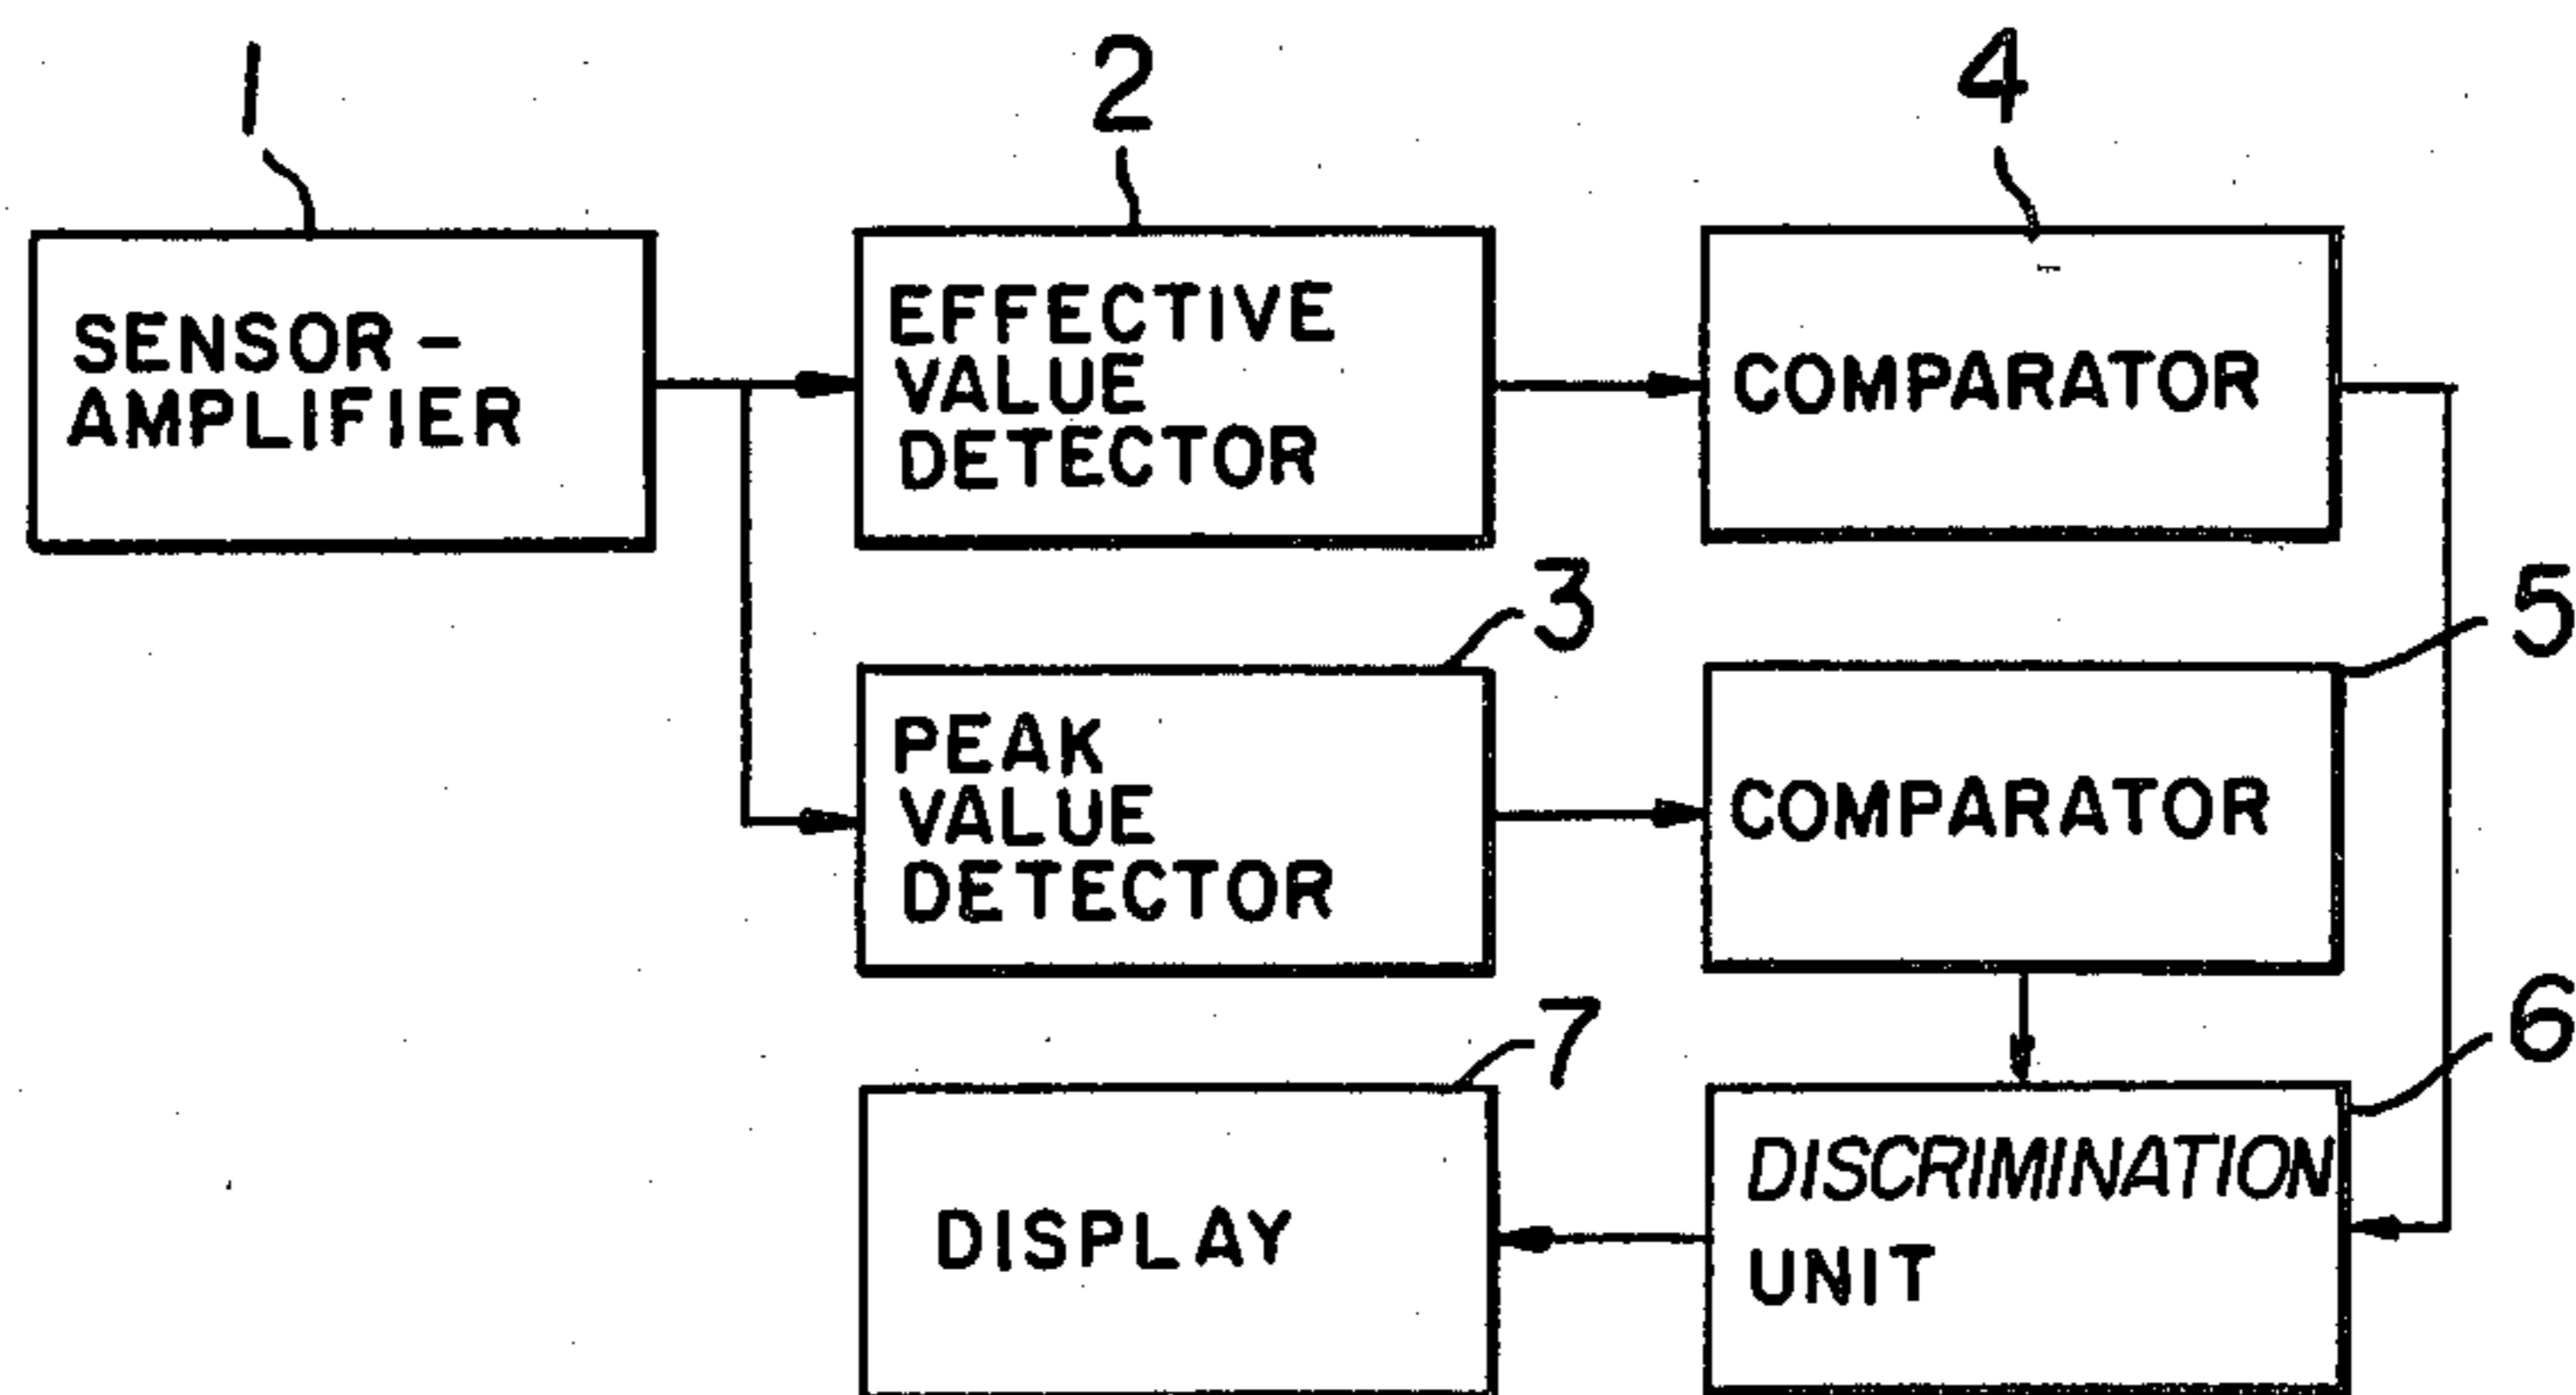 1
2
4
SENSOR-
AMPLIFIER
EFFECTIVE
VALUE
DETECTOR
COMPARATOR
3
5
PEAK
VALUE
DETECTOR
COMPARATOR
7
6
DISPLAY
DISCRIMINATION
UNIT